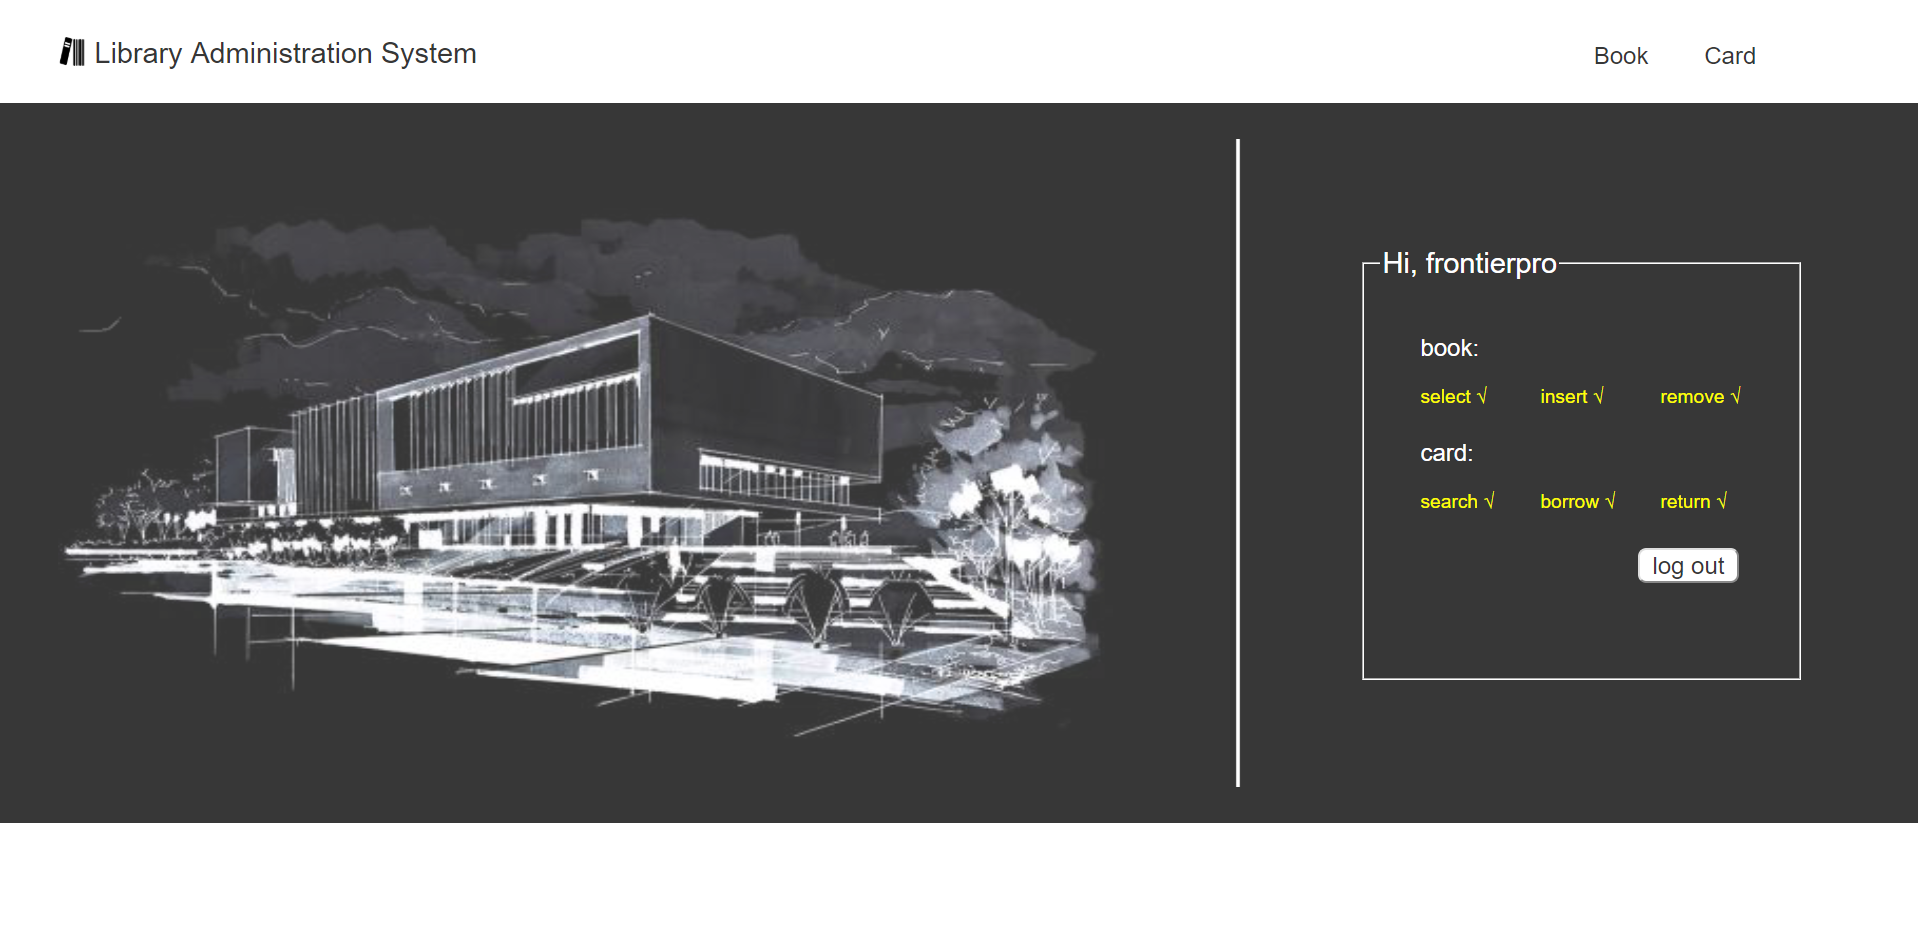 Library Administration System
Book Card
Hi, frontierpro
book:
select √ insert √ remove √
card:
search √ borrow √ return √
log out